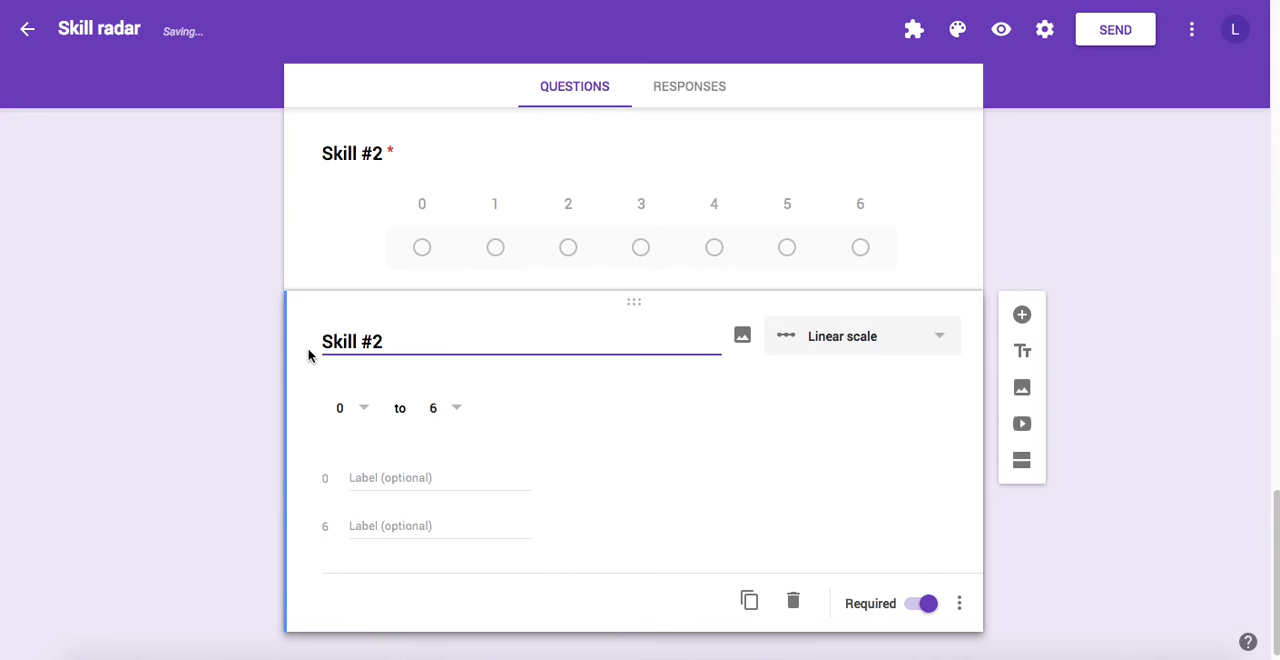 Skill radar Saving... SEND L
QUESTIONS RESPONSES
Skill #2 *
0 1 2 3 4 5 6
Skill #2 Linear scale
0 to 6
0 Label (optional)
6 Label (optional)
Required